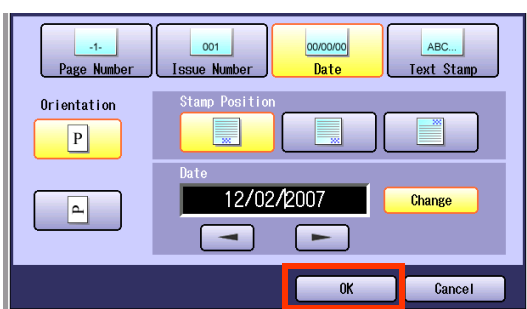 -1- 001 00/00/00 ABC...
Page Number Issue Number Date Text Stamp
Orientation Stamp Position
P
P
Date
12/02/2007 Change
OK Cancel